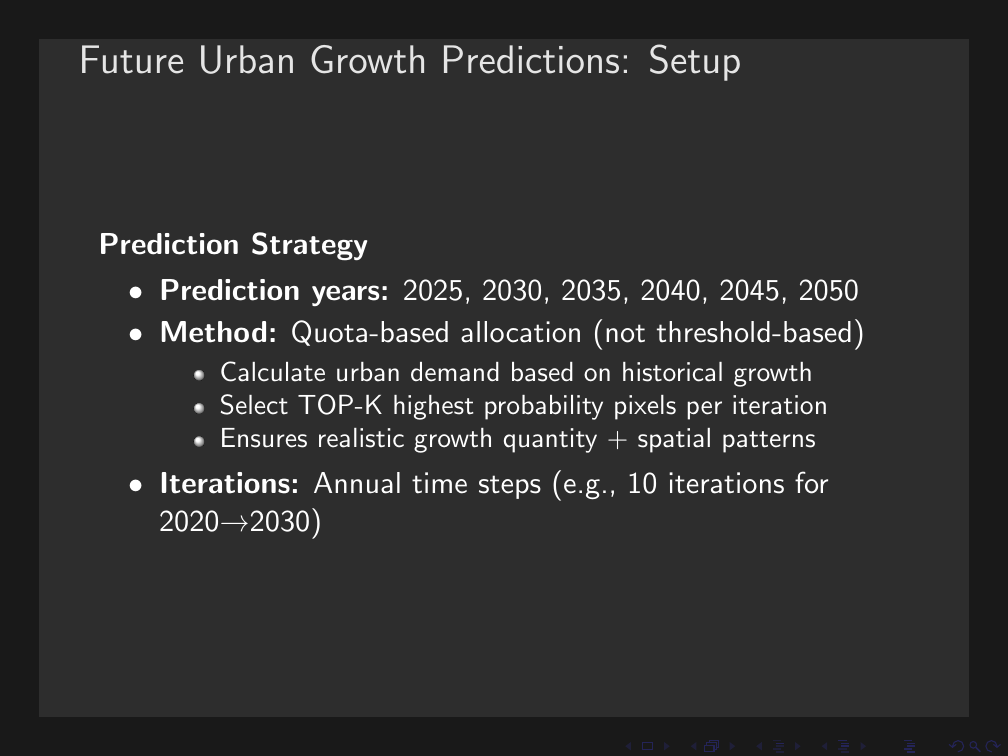 Future Urban Growth Predictions: Setup
Prediction Strategy
• Prediction years: 2025, 2030, 2035, 2040, 2045, 2050
• Method: Quota-based allocation (not threshold-based)
• Calculate urban demand based on historical growth
• Select TOP-K highest probability pixels per iteration
• Ensures realistic growth quantity + spatial patterns
• Iterations: Annual time steps (e.g., 10 iterations for
2020→2030)